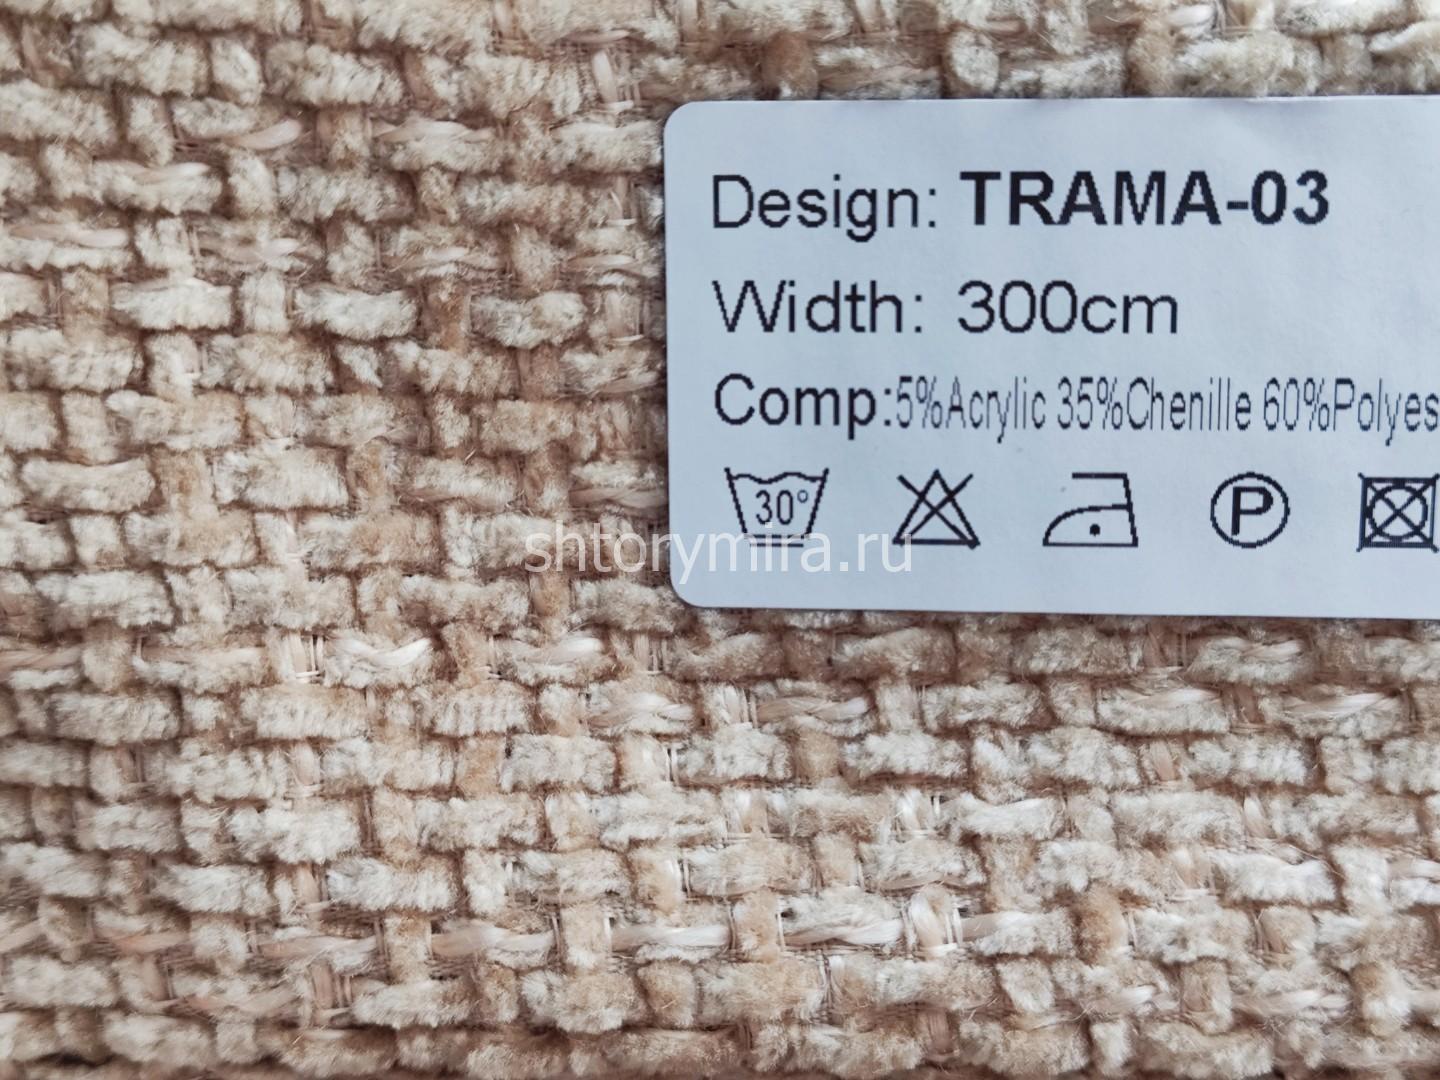 Design: TRAMA-03
Width: 300cm
Comp:5%Acrylic 35%Chenille 60%Polyes
30°
P
shtorymira.ru